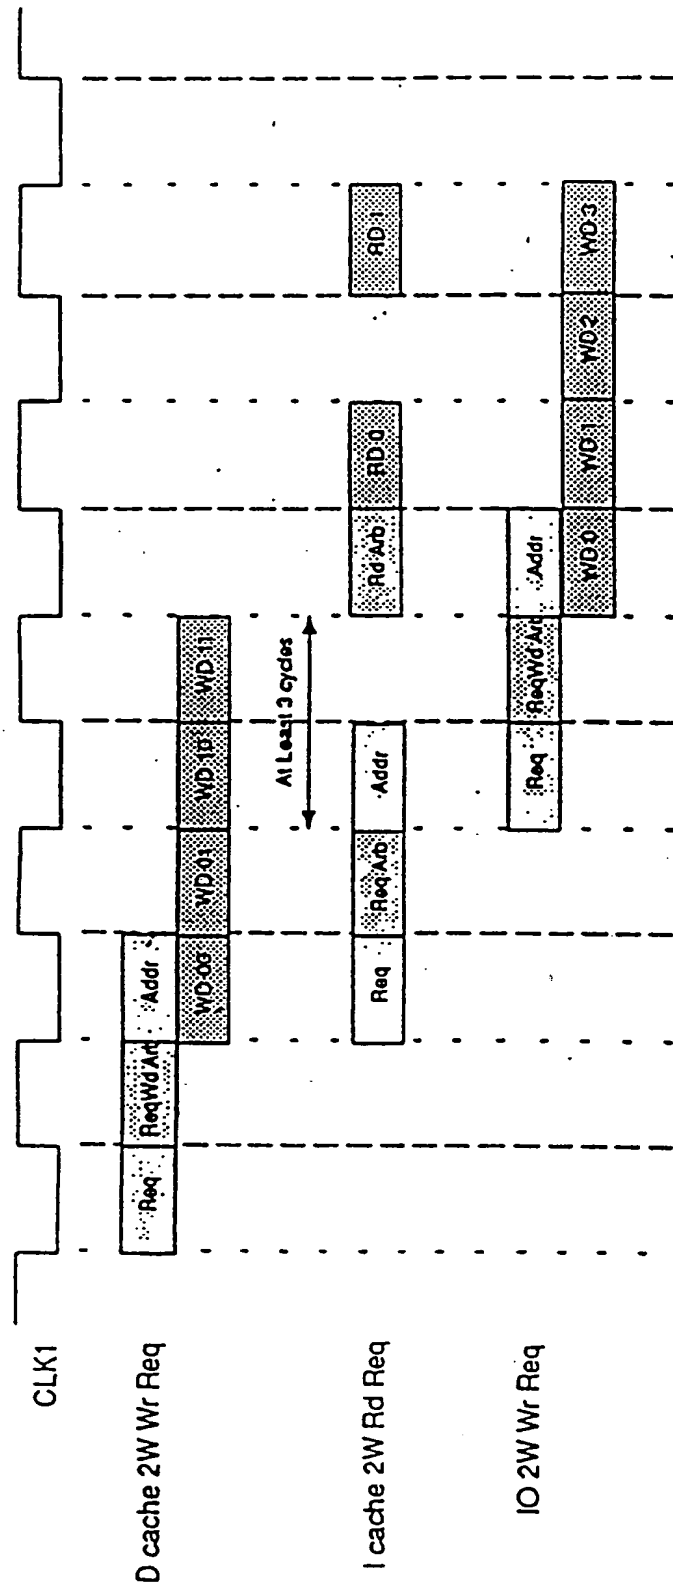 CLK1
D cache 2W Wr Req
Req
ReqWd Arb
Addr
WD:00
WD:01
WD:10
WD:11
At Least 3 cycles
I cache 2W Rd Req
Req
Req Arb
Addr
Rd Arb
RD:0
RD:1
IO 2W Wr Req
Req
ReqWd Arb
Addr
WD:0
WD:1
WD:2
WD:3